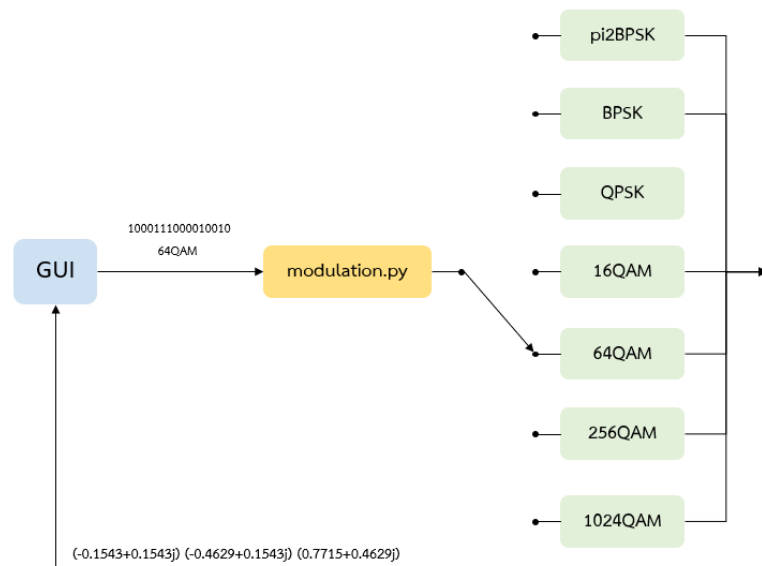 pi2BPSK
BPSK
QPSK
1000111000010010
64QAM
GUI
modulation.py
16QAM
64QAM
256QAM
1024QAM
(-0.1543+0.1543j) (-0.4629+0.1543j) (0.7715+0.4629j)